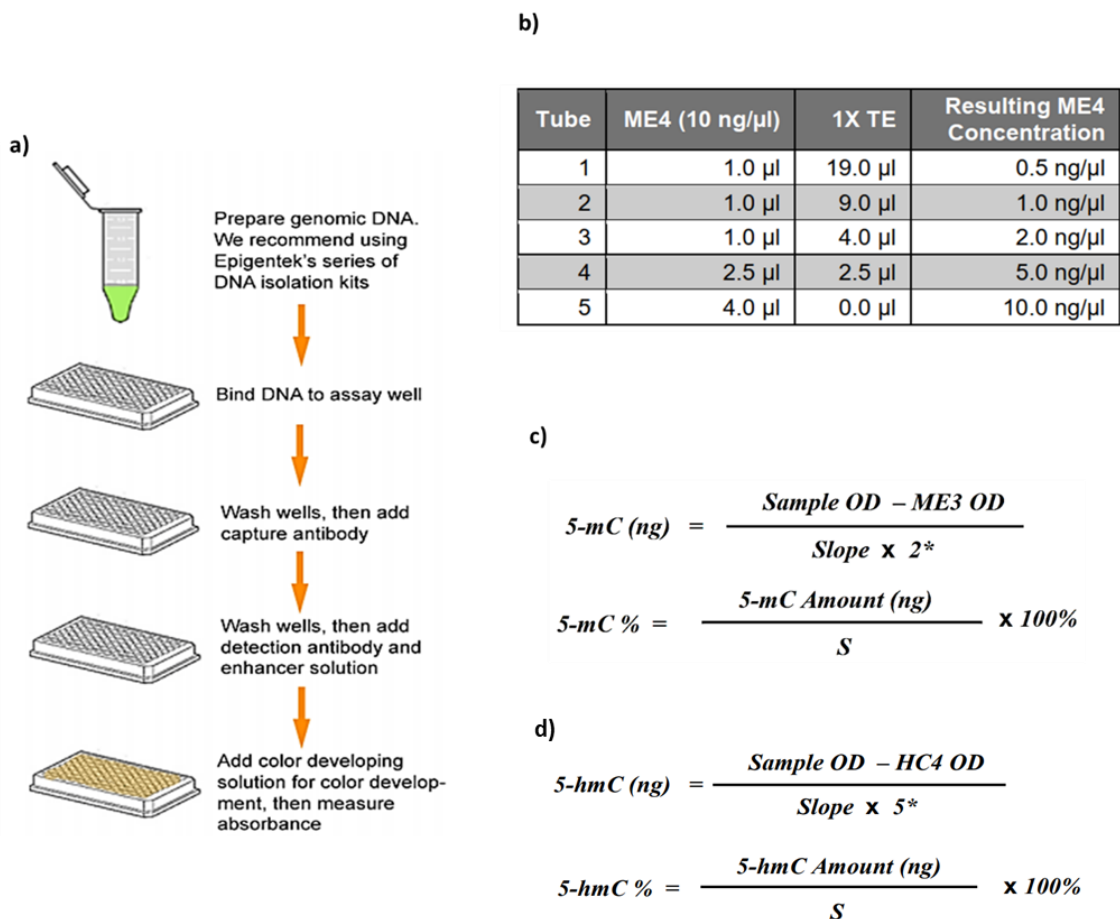 a)
Prepare genomic DNA.
We recommend using
Epigentek's series of
DNA isolation kits
Bind DNA to assay well
Wash wells, then add
capture antibody
Wash wells, then add
detection antibody and
enhancer solution
Add color developing
solution for color develop-
ment, then measure
absorbance
b)
Tube ME4 (10 ng/µl) 1X TE Resulting ME4 Concentration
1 1.0 µl 19.0 µl 0.5 ng/µl
2 1.0 µl 9.0 µl 1.0 ng/µl
3 1.0 µl 4.0 µl 2.0 ng/µl
4 2.5 µl 2.5 µl 5.0 ng/µl
5 4.0 µl 0.0 µl 10.0 ng/µl
c)
5-mC (ng) = Sample OD – ME3 OD
Slope x 2*
5-mC % = 5-mC Amount (ng) x 100%
S
d)
5-hmC (ng) = Sample OD – HC4 OD
Slope x 5*
5-hmC % = 5-hmC Amount (ng) x 100%
S